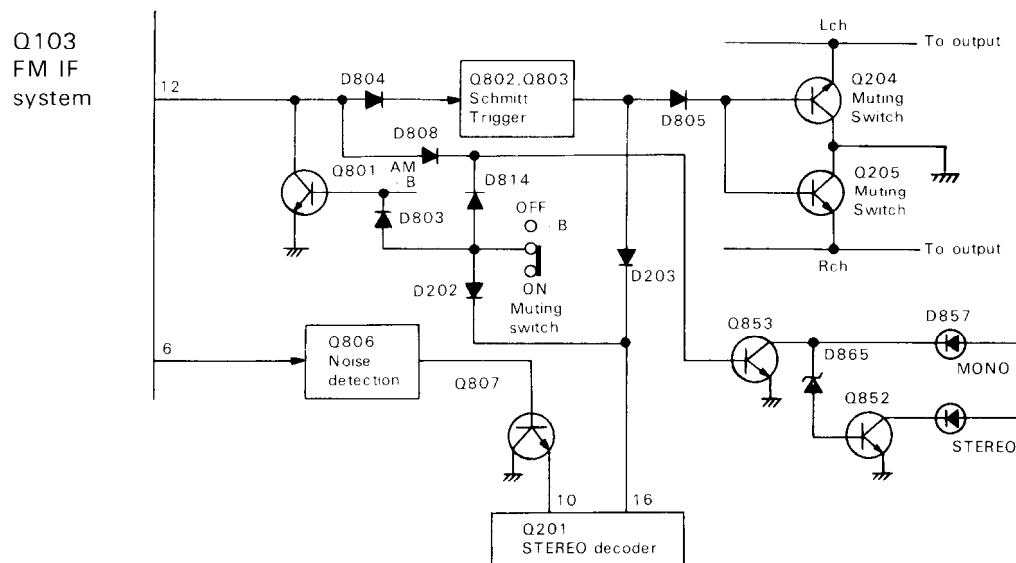 Q103
FM IF
system
12
D804
Q802, Q803
Schmitt
Trigger
D805
Lch
To output
Q204
Muting
Switch
D808
Q801
AM
B
D803
D814
OFF
B
ON
Muting
switch
D202
D203
Q205
Muting
Switch
To output
Rch
6
Q806
Noise
detection
Q807
Q853
D865
D857
MONO
Q852
STEREO
10
16
Q201
STEREO decoder